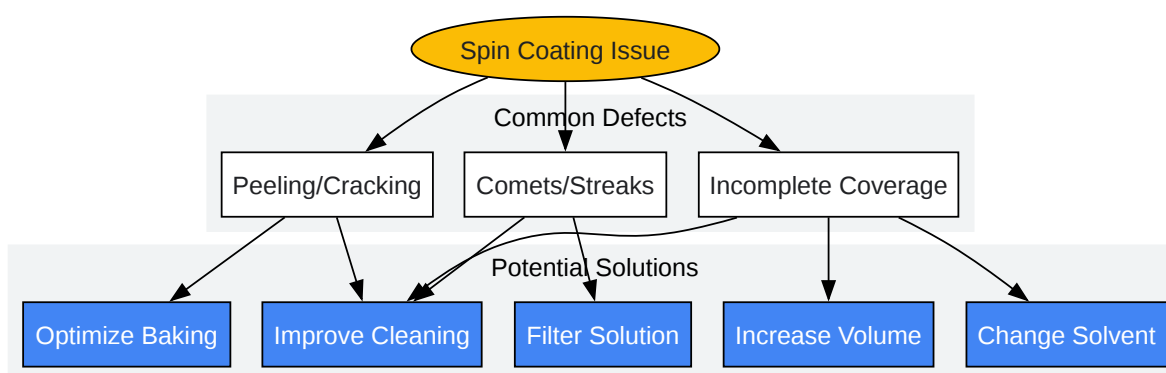 Spin Coating Issue
Common Defects
Peeling/Cracking
Comets/Streaks
Incomplete Coverage
Potential Solutions
Optimize Baking
Improve Cleaning
Filter Solution
Increase Volume
Change Solvent